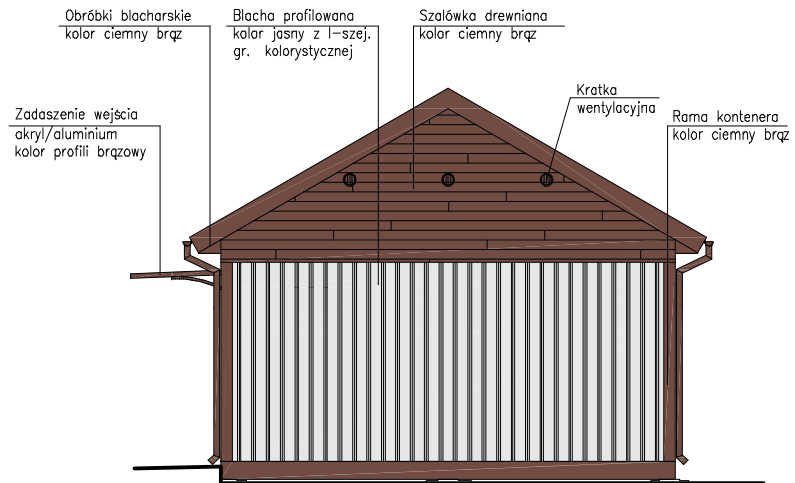 Obróbki blacharskie
kolor ciemny brąz
Blacha profilowana
kolor jasny z I-szej.
gr. kolorystycznej
Szalówka drewniana
kolor ciemny brąz
Kratka
wentylacyjna
Zadaszenie wejścia
akryl/aluminium
kolor profili brązowy
Rama kontenera
kolor ciemny brąz